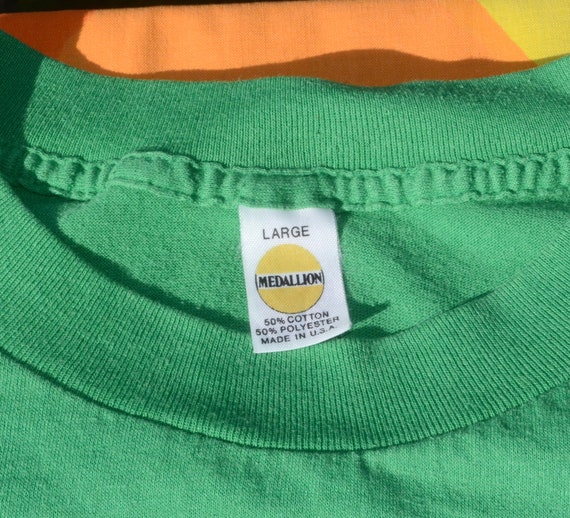 LARGE
MEDALLION
50% COTTON
50% POLYESTER
MADE IN U.S.A.